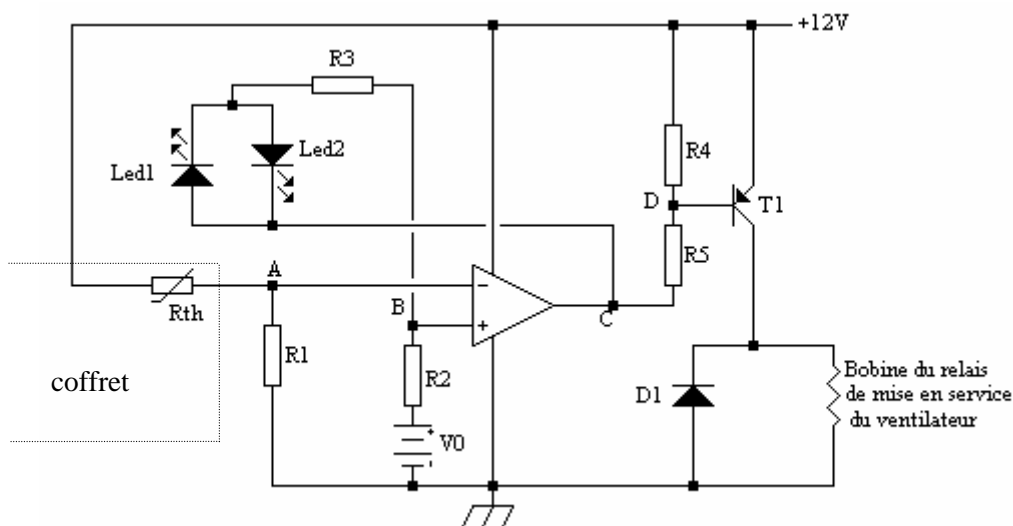 +12V
R3
Led1
Led2
R4
D
T1
R5
A
Rth
B
−
+
C
R1
coffret
R2
+
V0
-
D1
Bobine du relais
de mise en service
du ventilateur